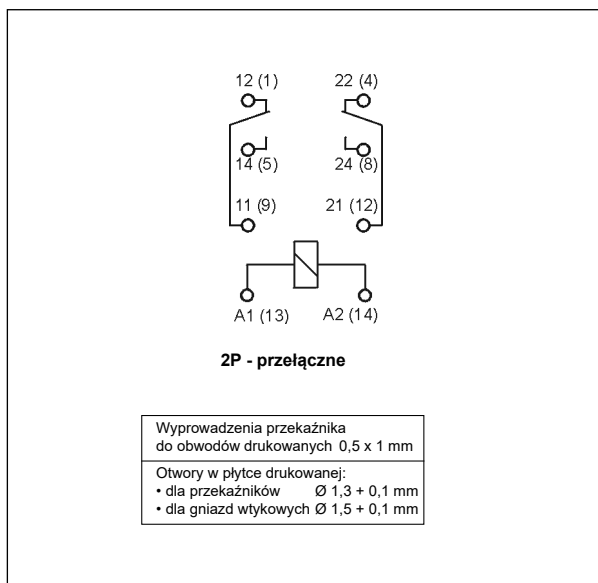 12 (1) 22 (4)
14 (5) 24 (8)
11 (9) 21 (12)
A1 (13) A2 (14)
2P - przełączne
Wyprowadzenia przekaźnika
do obwodów drukowanych 0,5 x 1 mm
Otwory w płytce drukowanej:
• dla przekaźników Ø 1,3 + 0,1 mm
• dla gniazd wtykowych Ø 1,5 + 0,1 mm